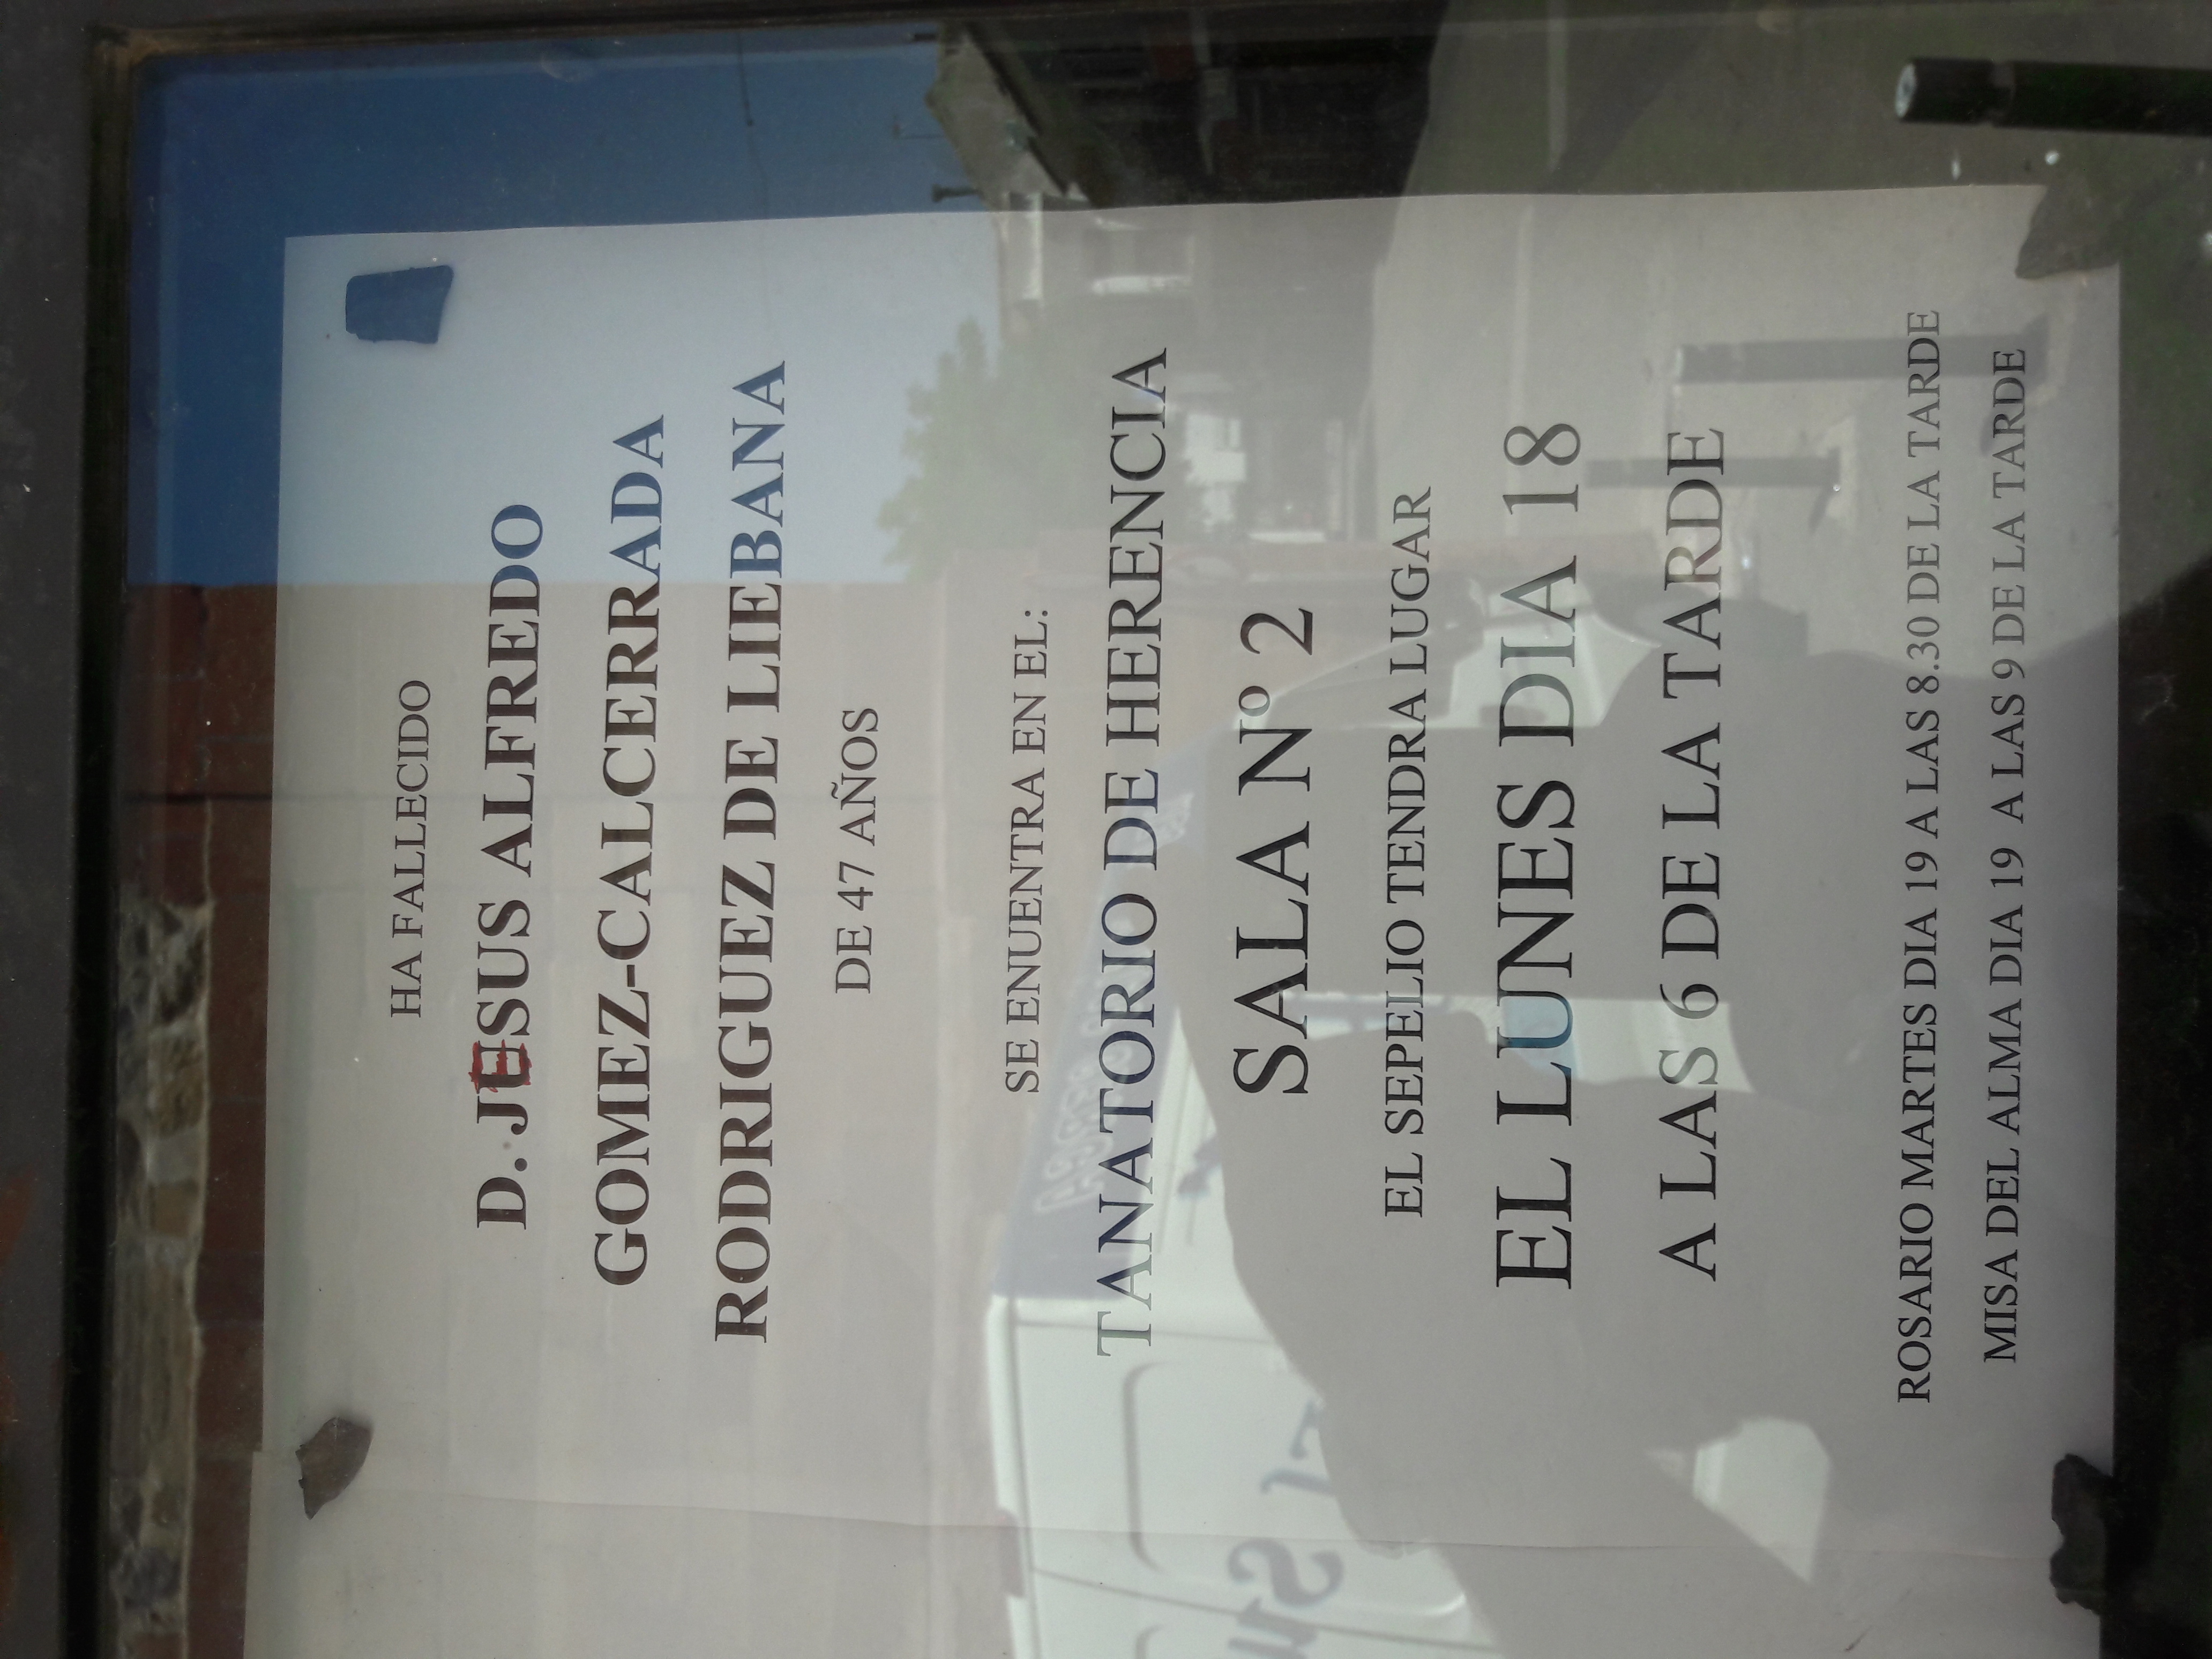 HA FALLECIDO
D. JESUS ALFREDO
GOMEZ-CALCERRADA
RODRIGUEZ DE LIEBANA
DE 47 AÑOS
SE ENUENTRA EN EL:
TANATORIO DE HERENCIA
SALA Nº 2
EL SEPELIO TENDRA LUGAR
EL LUNES DIA 18
A LAS 6 DE LA TARDE
ROSARIO MARTES DIA 19 A LAS 8.30 DE LA TARDE
MISA DEL ALMA DIA 19 A LAS 9 DE LA TARDE